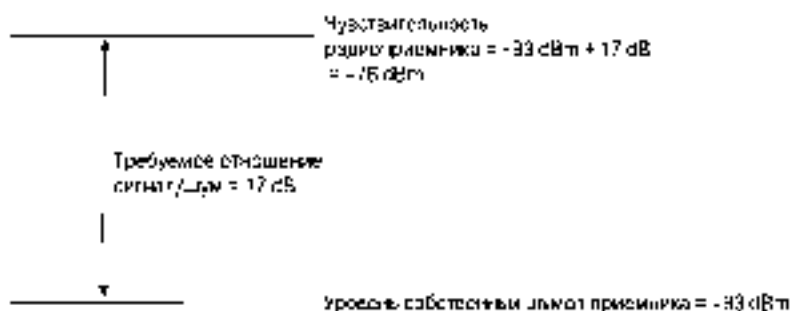 Чувствительность
радиоприемника = -93 dBm + 17 dB
= -76 dBm
Требуемое отношение
сигнал/шум = 17 dB
Уровень собственных шумов приемника = -93 dBm